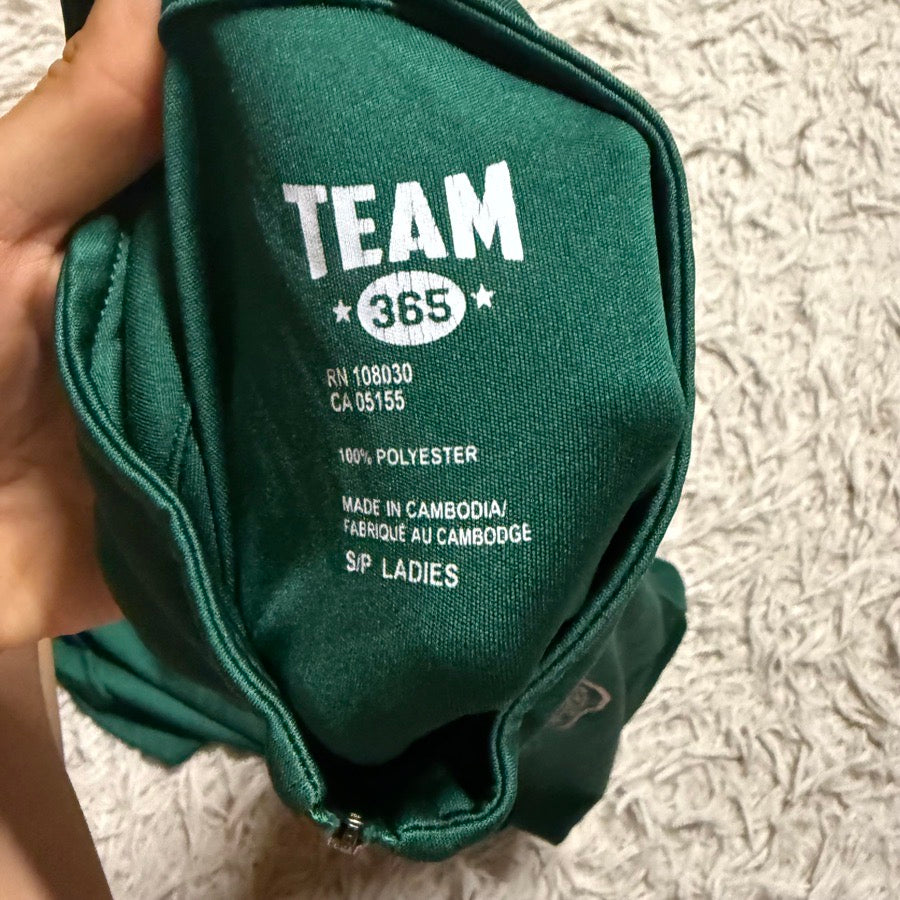 TEAM
365
RN 108030
CA 05155
100% POLYESTER
MADE IN CAMBODIA/
FABRIQUÉ AU CAMBODGE
S/P LADIES